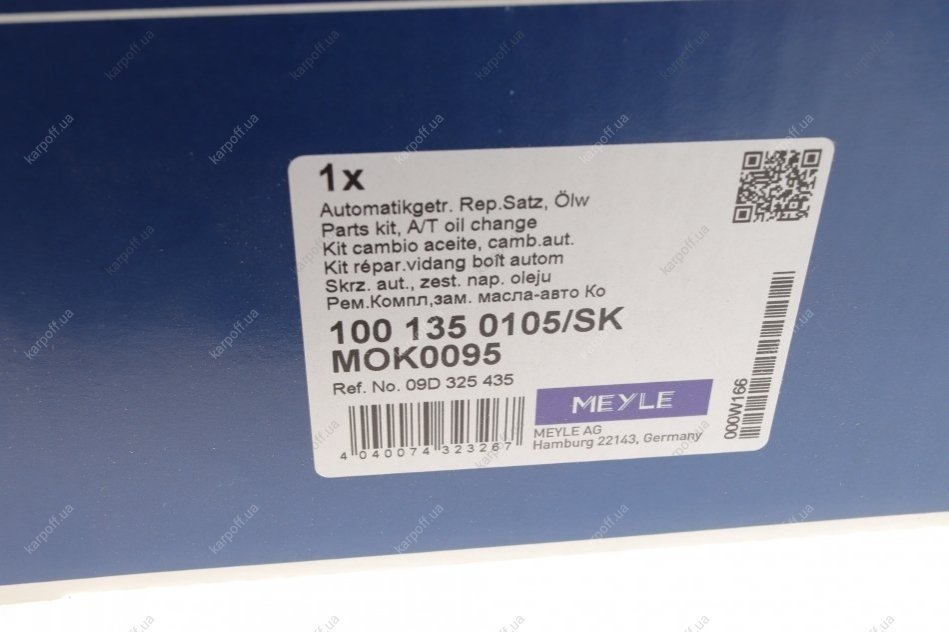 1x
Automatikgetr. Rep.Satz, Ölw
Parts kit, A/T oil change
Kit cambio aceite, camb.aut.
Kit répar.vidang boît autom
Skrz. aut., zest. nap. oleju
Рем.Компл,зам. масла-авто Ко
100 135 0105/SK
MOK0095
Ref. No. 09D 325 435
MEYLE
MEYLE AG
Hamburg 22143, Germany
4 040074 323267
000W166
karpoff.ua